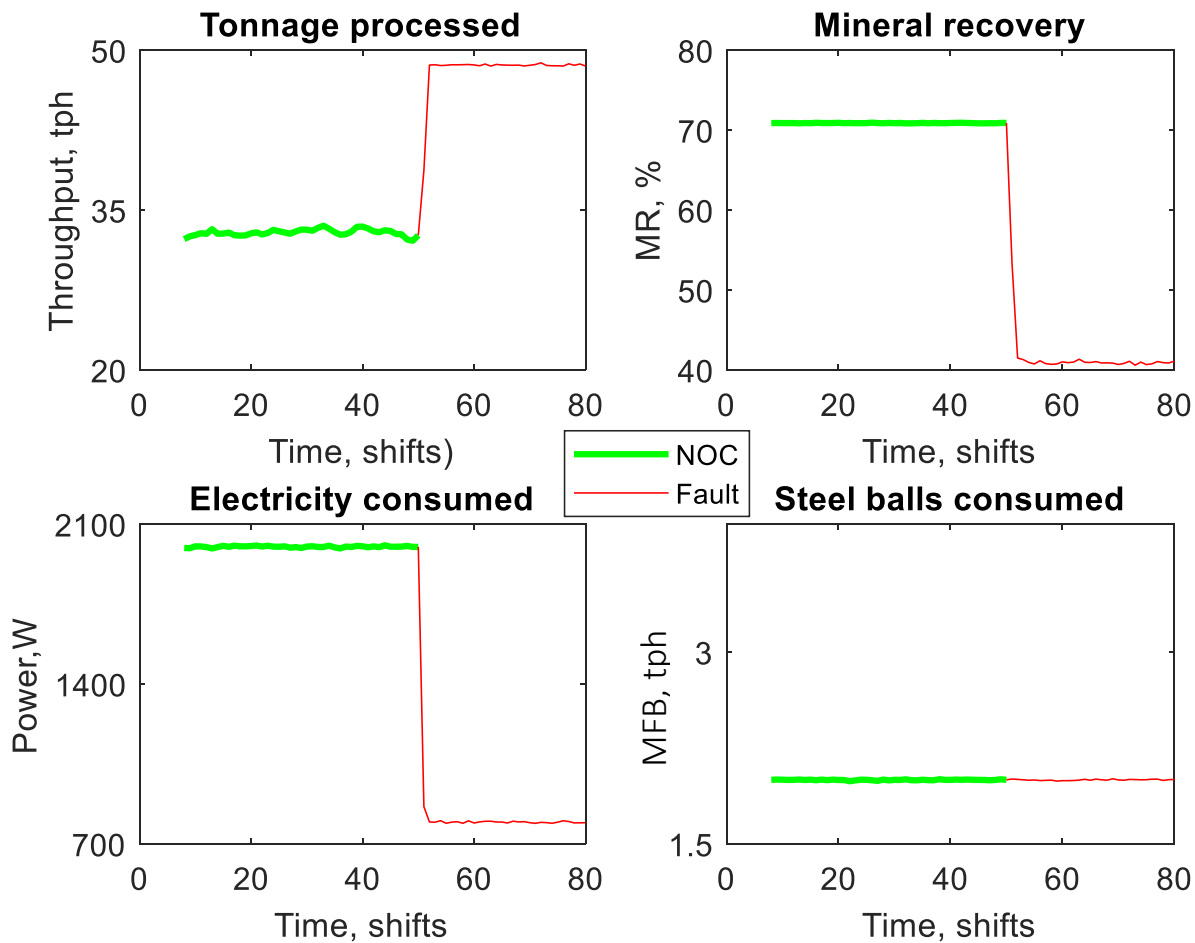 Tonnage processed
50
35
20
Throughput, tph
0 20 40 60 80
Time, shifts)
Mineral recovery
80
70
60
50
40
MR, %
0 20 40 60 80
Time, shifts
NOC
Fault
Electricity consumed
2100
1400
700
Power,W
0 20 40 60 80
Time, shifts
Steel balls consumed
3
1.5
MFB, tph
0 20 40 60 80
Time, shifts